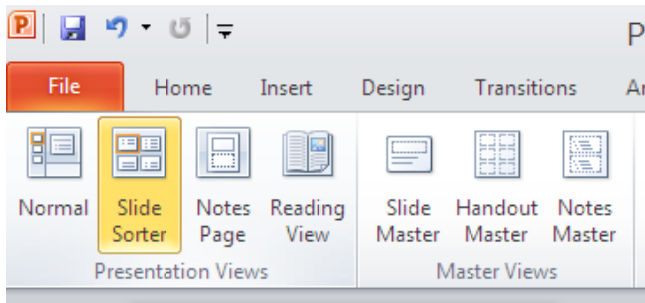 P
P
File Home Insert Design Transitions A
Normal Slide Sorter Notes Page Reading View Slide Master Handout Master Notes Master
Presentation Views Master Views